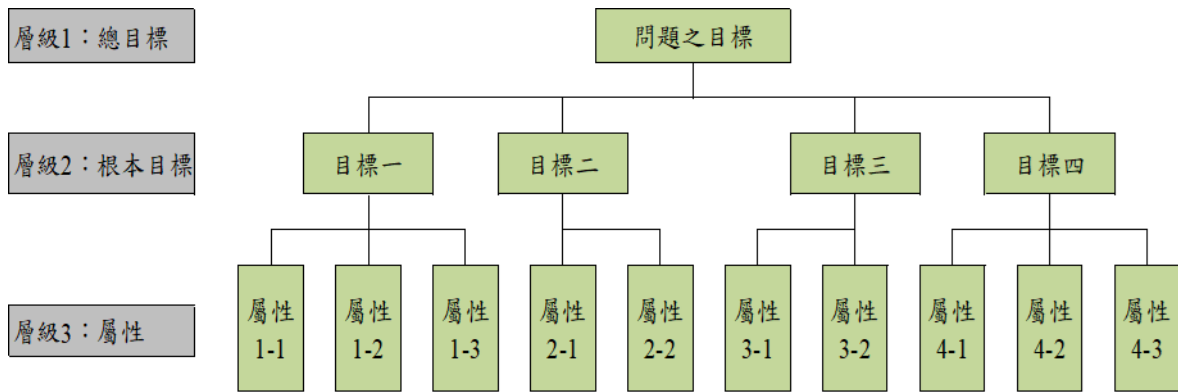 層級1：總目標
問題之目標
層級2：根本目標
目標一
目標二
目標三
目標四
層級3：屬性
屬性
1-1
屬性
1-2
屬性
1-3
屬性
2-1
屬性
2-2
屬性
3-1
屬性
3-2
屬性
4-1
屬性
4-2
屬性
4-3